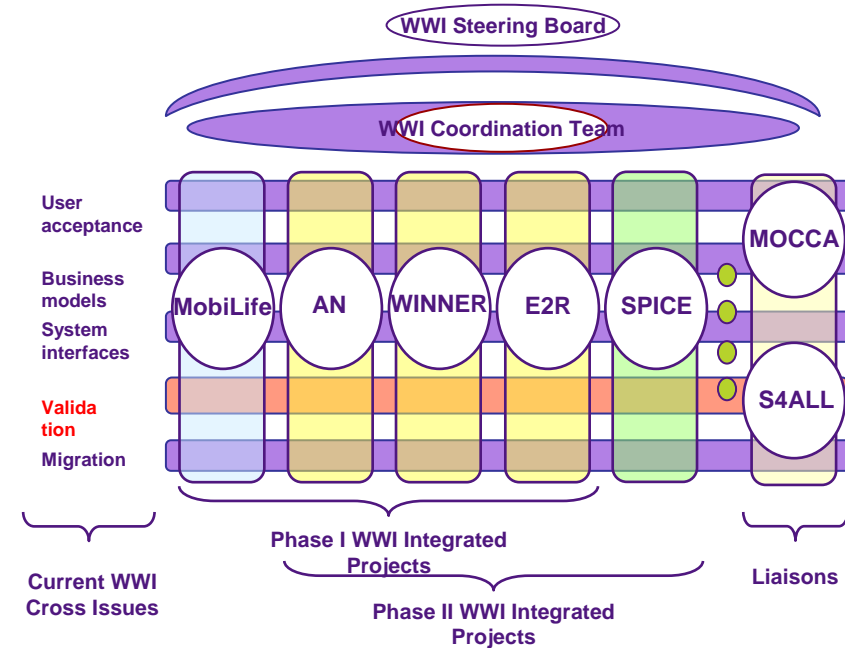 WWI Steering Board
WWI Coordination Team
User
acceptance
Business
models
System
interfaces
Valida
tion
Migration
MobiLife
AN
WINNER
E2R
SPICE
MOCCA
S4ALL
Phase I WWI Integrated
Projects
Phase II WWI Integrated
Projects
Current WWI
Cross Issues
Liaisons